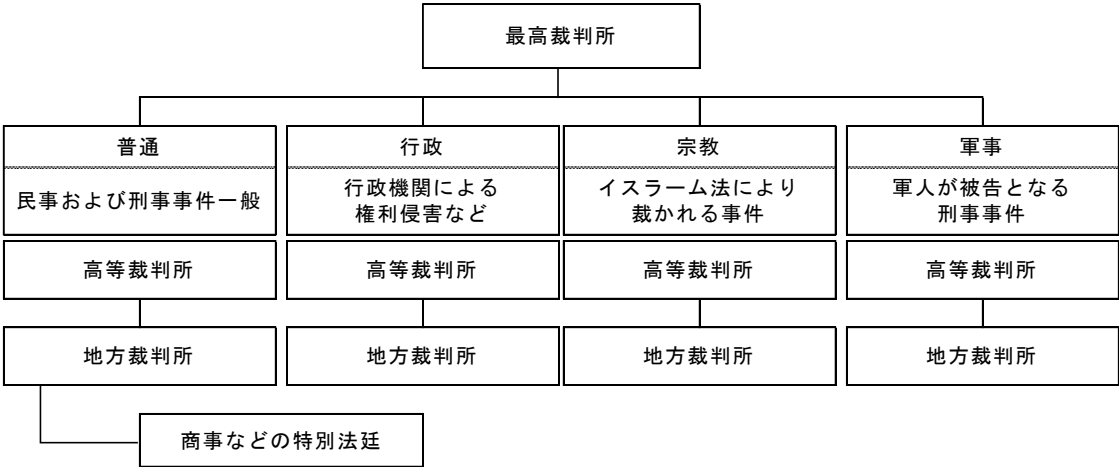 最高裁判所
普通
行政
宗教
軍事
民事および刑事事件一般
行政機関による
権利侵害など
イスラーム法により
裁かれる事件
軍人が被告となる
刑事事件
高等裁判所
高等裁判所
高等裁判所
高等裁判所
地方裁判所
地方裁判所
地方裁判所
地方裁判所
商事などの特別法廷